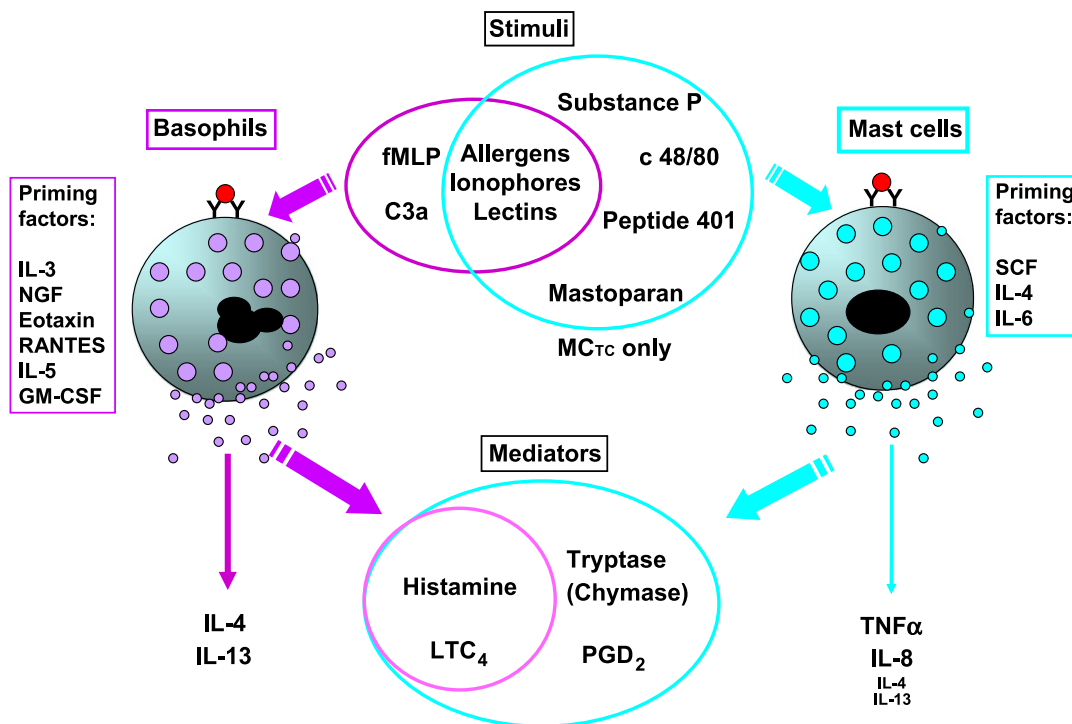 Stimuli
Basophils
Mast cells
Substance P
fMLP
C3a
Allergens
Ionophores
Lectins
c 48/80
Peptide 401
Mastoparan
MCTC only
Priming
factors:
IL-3
NGF
Eotaxin
RANTES
IL-5
GM-CSF
Priming
factors:
SCF
IL-4
IL-6
Mediators
Histamine
LTC4
Tryptase
(Chymase)
PGD2
IL-4
IL-13
TNFα
IL-8
IL-4
IL-13